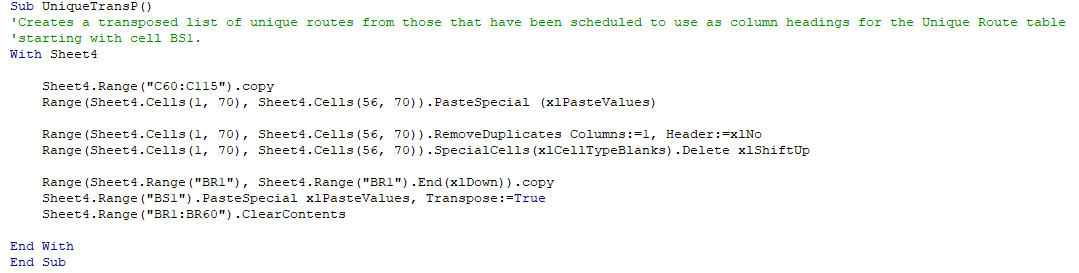 Sub UniqueTransP()
'Creates a transposed list of unique routes from those that have been scheduled to use as column headings for the Unique Route table
'starting with cell BS1.
With Sheet4
Sheet4.Range("C60:C115").copy
Range(Sheet4.Cells(1, 70), Sheet4.Cells(56, 70)).PasteSpecial (xlPasteValues)
Range(Sheet4.Cells(1, 70), Sheet4.Cells(56, 70)).RemoveDuplicates Columns:=1, Header:=xlNo
Range(Sheet4.Cells(1, 70), Sheet4.Cells(56, 70)).SpecialCells(xlCellTypeBlanks).Delete xlShiftUp
Range(Sheet4.Range("BR1"), Sheet4.Range("BR1").End(xlDown)).copy
Sheet4.Range("BS1").PasteSpecial xlPasteValues, Transpose:=True
Sheet4.Range("BR1:BR60").ClearContents
End With
End Sub